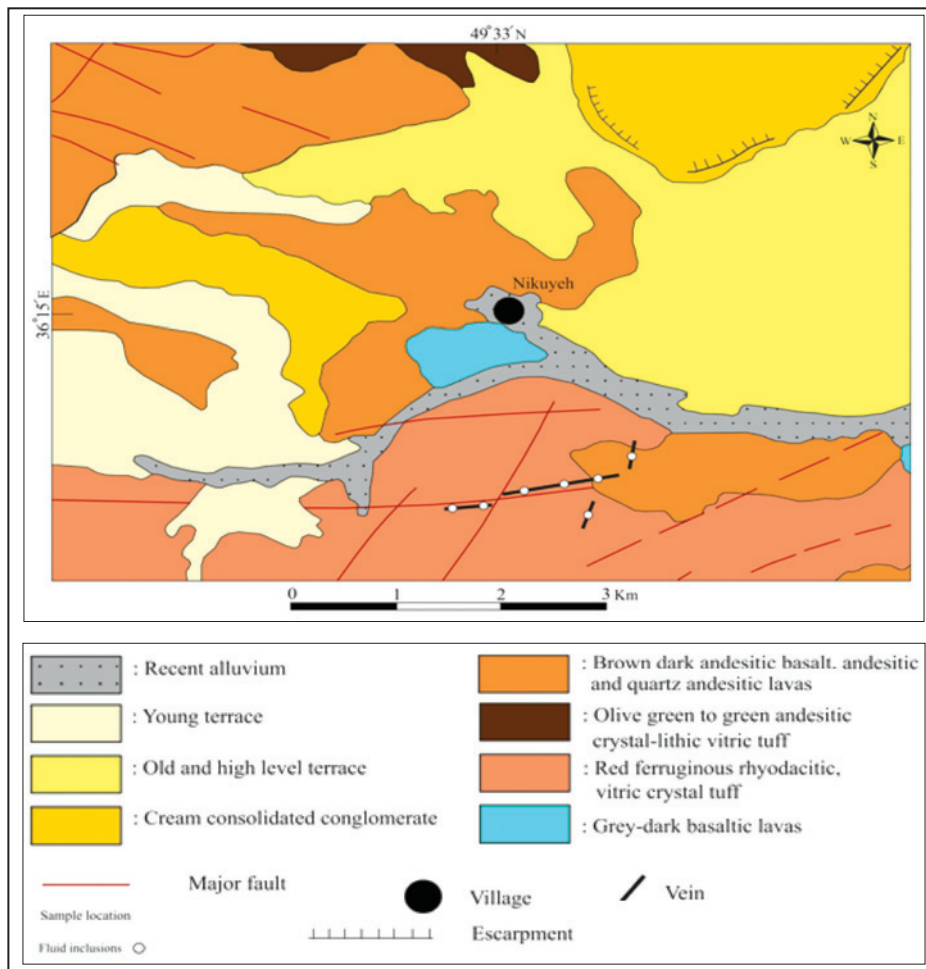 49°33´N
N
W E
S
Nikuyeh
36°15´E
0 1 2 3 Km
: Recent alluvium
: Young terrace
: Old and high level terrace
: Cream consolidated conglomerate
: Brown dark andesitic basalt. andesitic
and quartz andesitic lavas
: Olive green to green andesitic
crystal-lithic vitric tuff
: Red ferruginous rhyodacitic,
vitric crystal tuff
: Grey-dark basaltic lavas
Major fault
Village
Vein
Sample location
Escarpment
Fluid inclusions